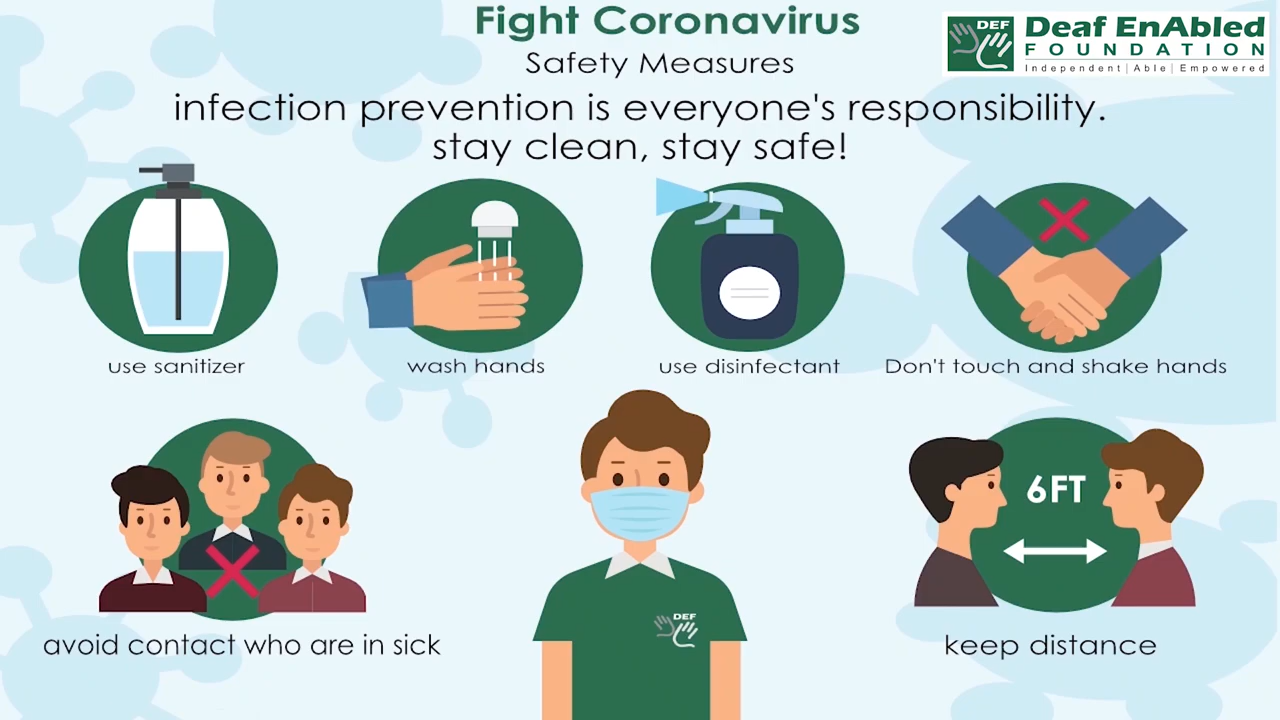 Fight Coronavirus
Safety Measures
DEF
Deaf EnAbled
FOUNDATION
Independent | Able | Empowered
infection prevention is everyone's responsibility.
stay clean, stay safe!
use sanitizer
wash hands
use disinfectant
Don't touch and shake hands
6FT
DEF
avoid contact who are in sick
keep distance